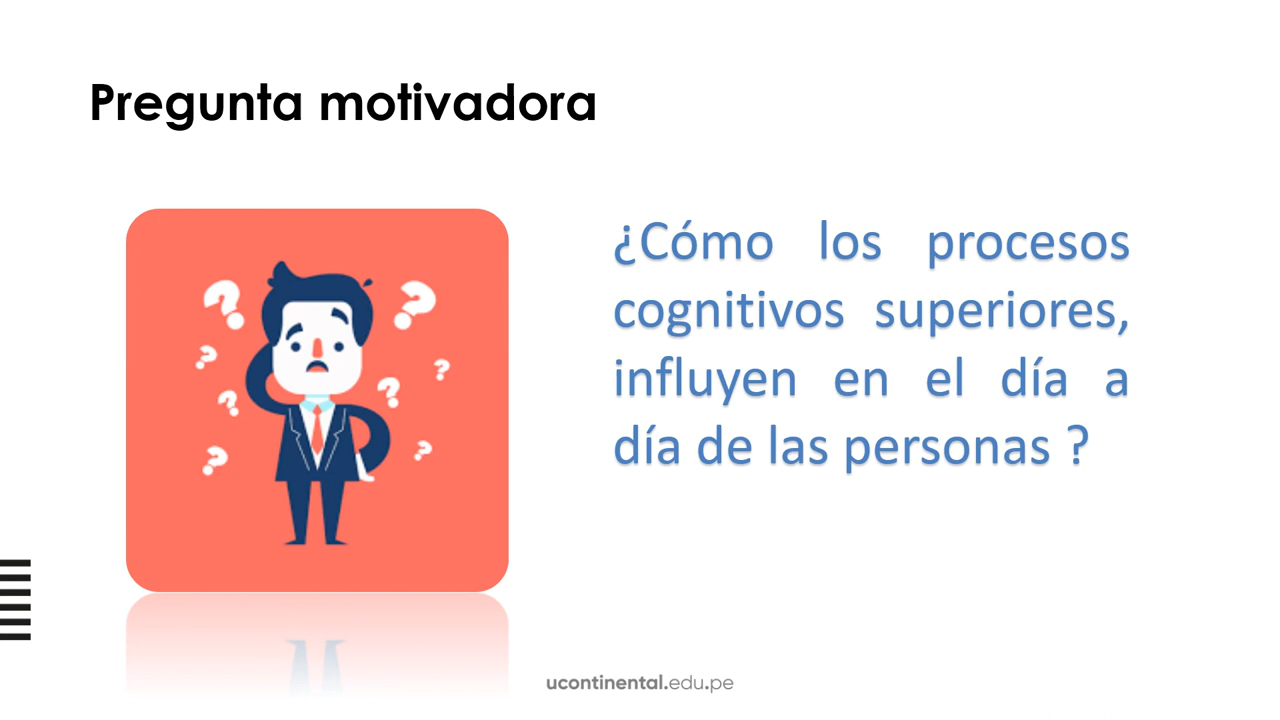 Pregunta motivadora
¿Cómo los procesos
cognitivos superiores,
influyen en el día a
día de las personas ?
ucontinental.edu.pe